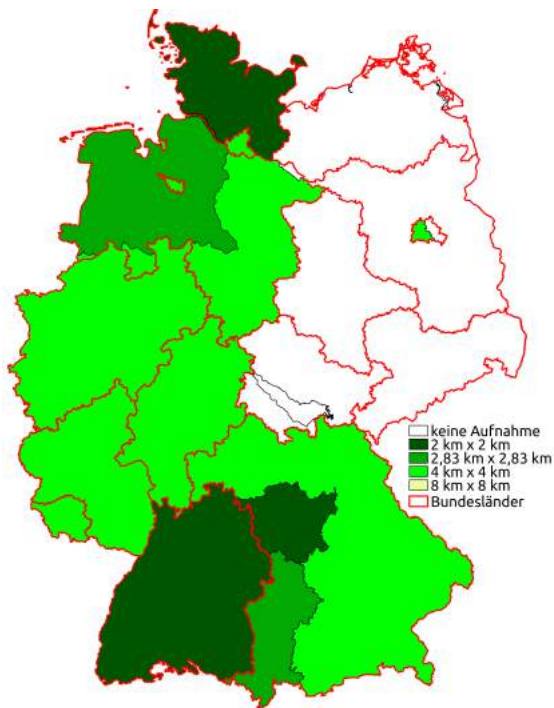 keine Aufnahme
2 km x 2 km
2,83 km x 2,83 km
4 km x 4 km
8 km x 8 km
Bundesländer